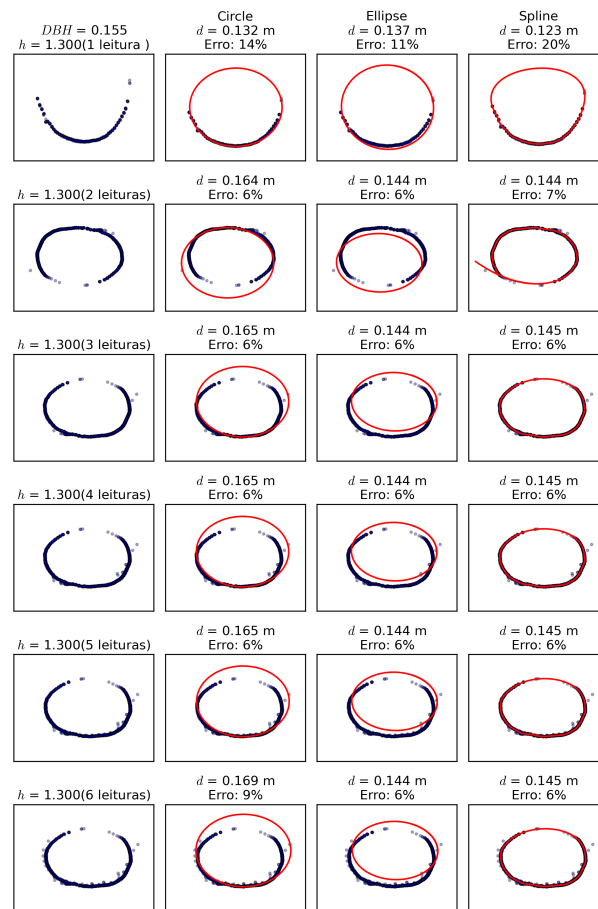 DBH = 0.155
h = 1.300(1 leitura )
Circle
d = 0.132 m
Erro: 14%
Ellipse
d = 0.137 m
Erro: 11%
Spline
d = 0.123 m
Erro: 20%
h = 1.300(2 leituras)
d = 0.164 m
Erro: 6%
d = 0.144 m
Erro: 6%
d = 0.144 m
Erro: 7%
h = 1.300(3 leituras)
d = 0.165 m
Erro: 6%
d = 0.144 m
Erro: 6%
d = 0.145 m
Erro: 6%
h = 1.300(4 leituras)
d = 0.165 m
Erro: 6%
d = 0.144 m
Erro: 6%
d = 0.145 m
Erro: 6%
h = 1.300(5 leituras)
d = 0.165 m
Erro: 6%
d = 0.144 m
Erro: 6%
d = 0.145 m
Erro: 6%
h = 1.300(6 leituras)
d = 0.169 m
Erro: 9%
d = 0.144 m
Erro: 6%
d = 0.145 m
Erro: 6%